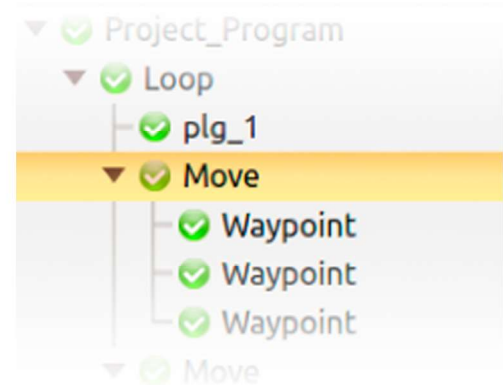 Project_Program
Loop
plg_1
Move
Waypoint
Waypoint
Waypoint
Move